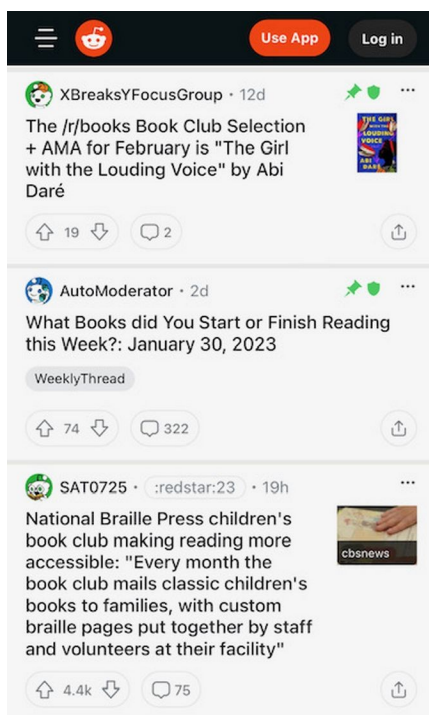 Use App
Log in
XBreaksYFocusGroup · 12d
The /r/books Book Club Selection
+ AMA for February is "The Girl
with the Louding Voice" by Abi
Daré
THE GIRL
WITH THE
LOUDING
VOICE
ABI
DARÉ
19
2
AutoModerator · 2d
What Books did You Start or Finish Reading
this Week?: January 30, 2023
WeeklyThread
74
322
SAT0725 · :redstar:23 · 19h
National Braille Press children's
book club making reading more
accessible: "Every month the
book club mails classic children's
books to families, with custom
braille pages put together by staff
and volunteers at their facility"
cbsnews
4.4k
75